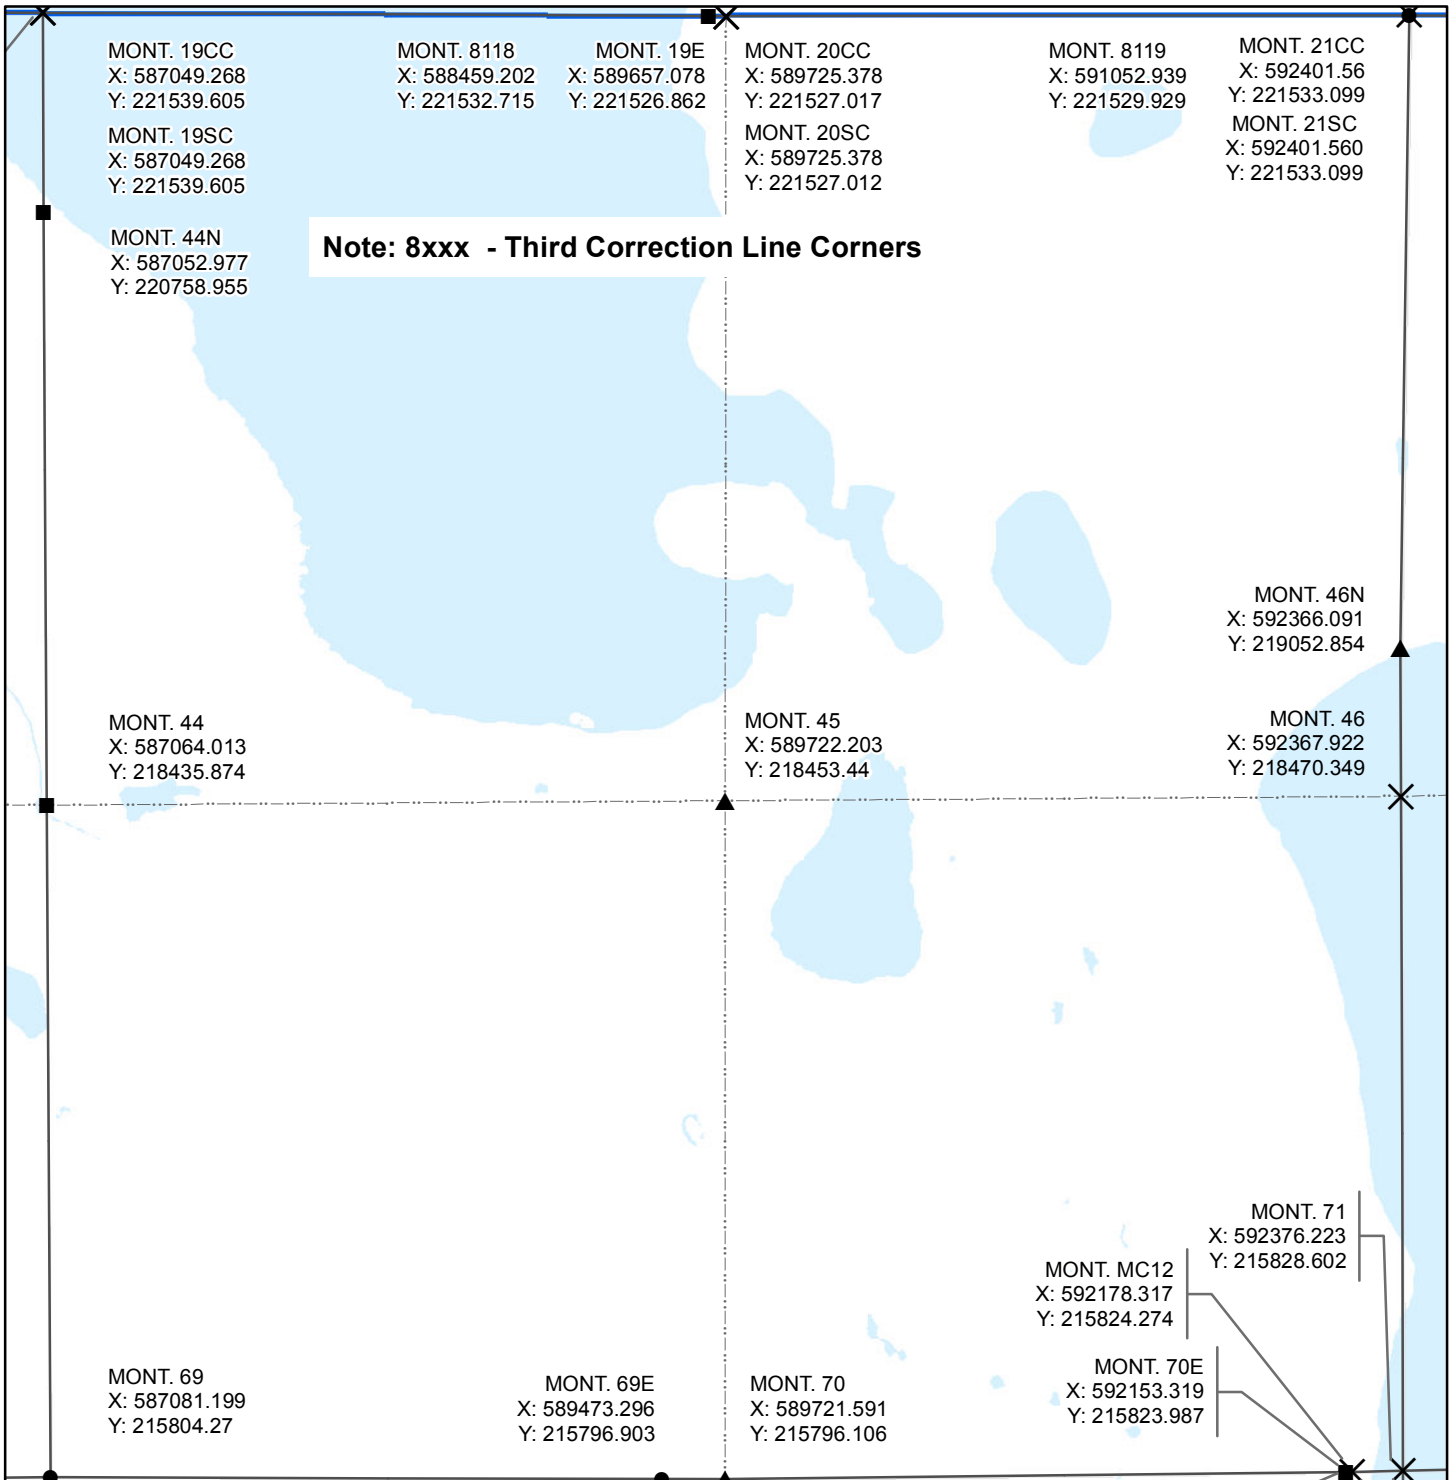 MONT. 19CC
X: 587049.268
Y: 221539.605
MONT. 8118
X: 588459.202
Y: 221532.715
MONT. 19E
X: 589657.078
Y: 221526.862
MONT. 20CC
X: 589725.378
Y: 221527.017
MONT. 8119
X: 591052.939
Y: 221529.929
MONT. 21CC
X: 592401.56
Y: 221533.099
MONT. 19SC
X: 587049.268
Y: 221539.605
MONT. 20SC
X: 589725.378
Y: 221527.012
MONT. 21SC
X: 592401.560
Y: 221533.099
MONT. 44N
X: 587052.977
Y: 220758.955
Note: 8xxx - Third Correction Line Corners
MONT. 46N
X: 592366.091
Y: 219052.854
MONT. 44
X: 587064.013
Y: 218435.874
MONT. 45
X: 589722.203
Y: 218453.44
MONT. 46
X: 592367.922
Y: 218470.349
MONT. 71
X: 592376.223
Y: 215828.602
MONT. MC12
X: 592178.317
Y: 215824.274
MONT. 70E
X: 592153.319
Y: 215823.987
MONT. 69
X: 587081.199
Y: 215804.27
MONT. 69E
X: 589473.296
Y: 215796.903
MONT. 70
X: 589721.591
Y: 215796.106